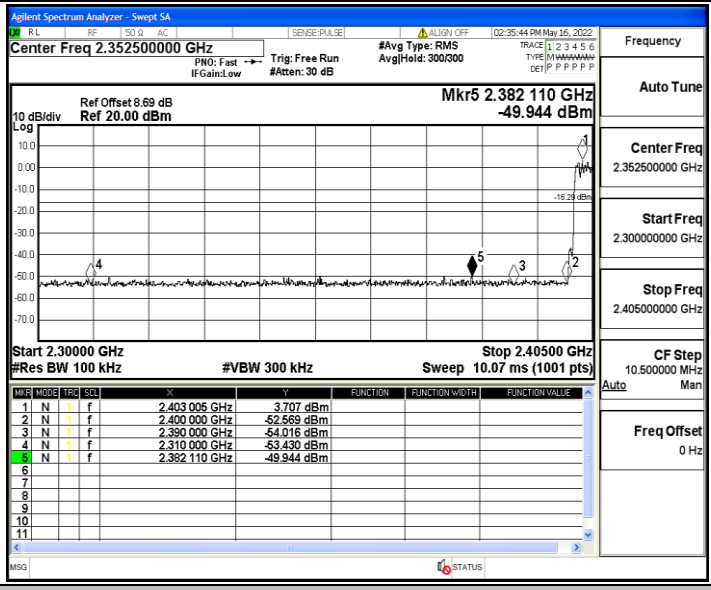 Agilent Spectrum Analyzer - Swept SA
RL RF 50 Ω AC SENSE:PULSE ALIGN OFF 02:35:44 PM May 16, 2022
Center Freq 2.352500000 GHz
PNO: Fast
IFGain:Low
Trig: Free Run
#Atten: 30 dB
#Avg Type: RMS
Avg|Hold: 300/300
TRACE 1 2 3 4 5 6
TYPE M W W W W W
DET P P P P P P
Ref Offset 8.69 dB
10 dB/div Ref 20.00 dBm
Log
Mkr5 2.382 110 GHz
-49.944 dBm
10.0
0.00
-10.0
-20.0
-30.0
-40.0
-50.0
-60.0
-70.0
1
-16.29 dBm
4
5
3
2
Start 2.30000 GHz Stop 2.40500 GHz
#Res BW 100 kHz #VBW 300 kHz Sweep 10.07 ms (1001 pts)
MKR MODE TRC SCL X Y FUNCTION FUNCTION WIDTH FUNCTION VALUE
1 N 1 f 2.403 005 GHz 3.707 dBm
2 N 1 f 2.400 000 GHz -52.569 dBm
3 N 1 f 2.390 000 GHz -54.016 dBm
4 N 1 f 2.310 000 GHz -53.430 dBm
5 N 1 f 2.382 110 GHz -49.944 dBm
6
7
8
9
10
11
MSG STATUS
Frequency
Auto Tune
Center Freq
2.352500000 GHz
Start Freq
2.300000000 GHz
Stop Freq
2.405000000 GHz
CF Step
10.500000 MHz
Auto Man
Freq Offset
0 Hz